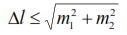 Δl ≤ √(m₁² + m₂²)